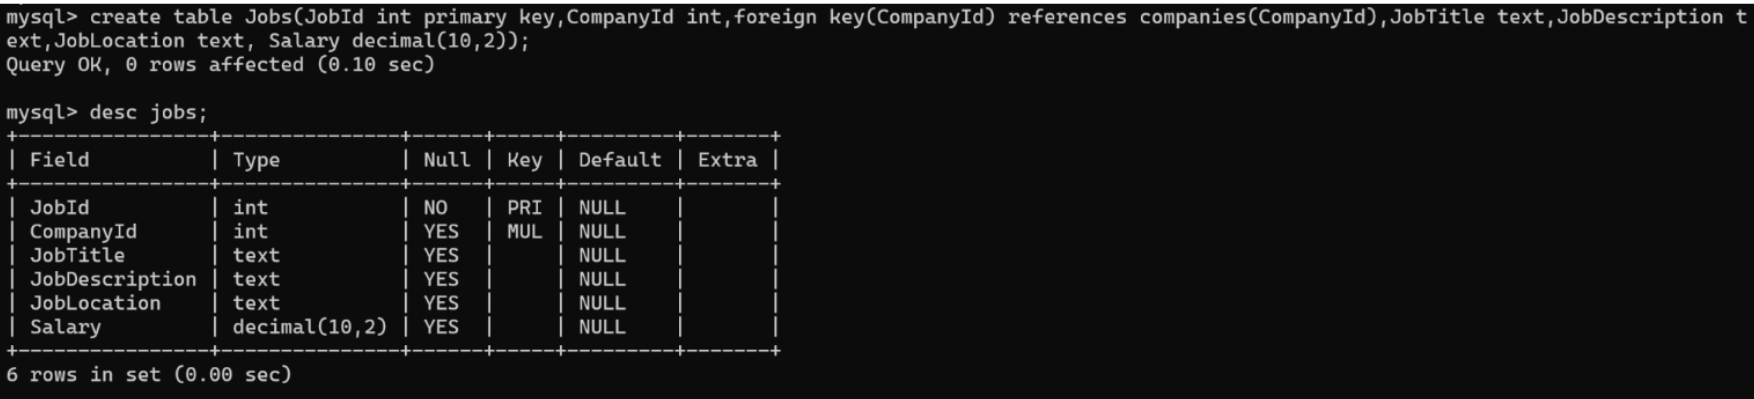 mysql> create table Jobs(JobId int primary key,CompanyId int,foreign key(CompanyId) references companies(CompanyId),JobTitle text,JobDescription t
ext,JobLocation text, Salary decimal(10,2));
Query OK, 0 rows affected (0.10 sec)

mysql> desc jobs;
+----------------+---------------+------+-----+---------+-------+
| Field          | Type          | Null | Key | Default | Extra |
+----------------+---------------+------+-----+---------+-------+
| JobId          | int           | NO   | PRI | NULL    |       |
| CompanyId      | int           | YES  | MUL | NULL    |       |
| JobTitle       | text          | YES  |     | NULL    |       |
| JobDescription | text          | YES  |     | NULL    |       |
| JobLocation    | text          | YES  |     | NULL    |       |
| Salary         | decimal(10,2) | YES  |     | NULL    |       |
+----------------+---------------+------+-----+---------+-------+
6 rows in set (0.00 sec)